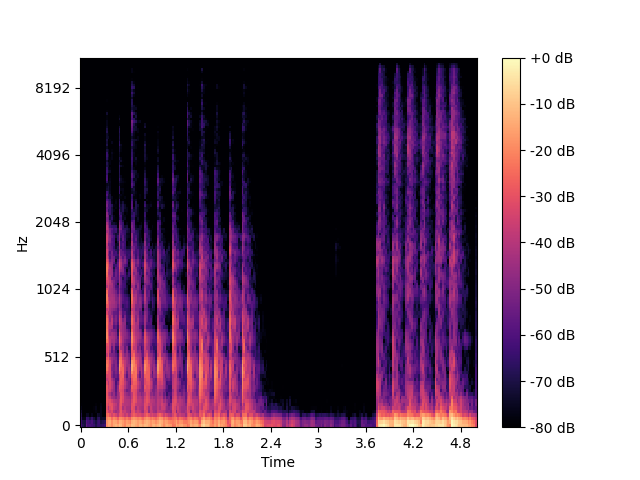 8192
4096
2048
1024
512
0
Hz
0 0.6 1.2 1.8 2.4 3 3.6 4.2 4.8
Time
+0 dB
-10 dB
-20 dB
-30 dB
-40 dB
-50 dB
-60 dB
-70 dB
-80 dB